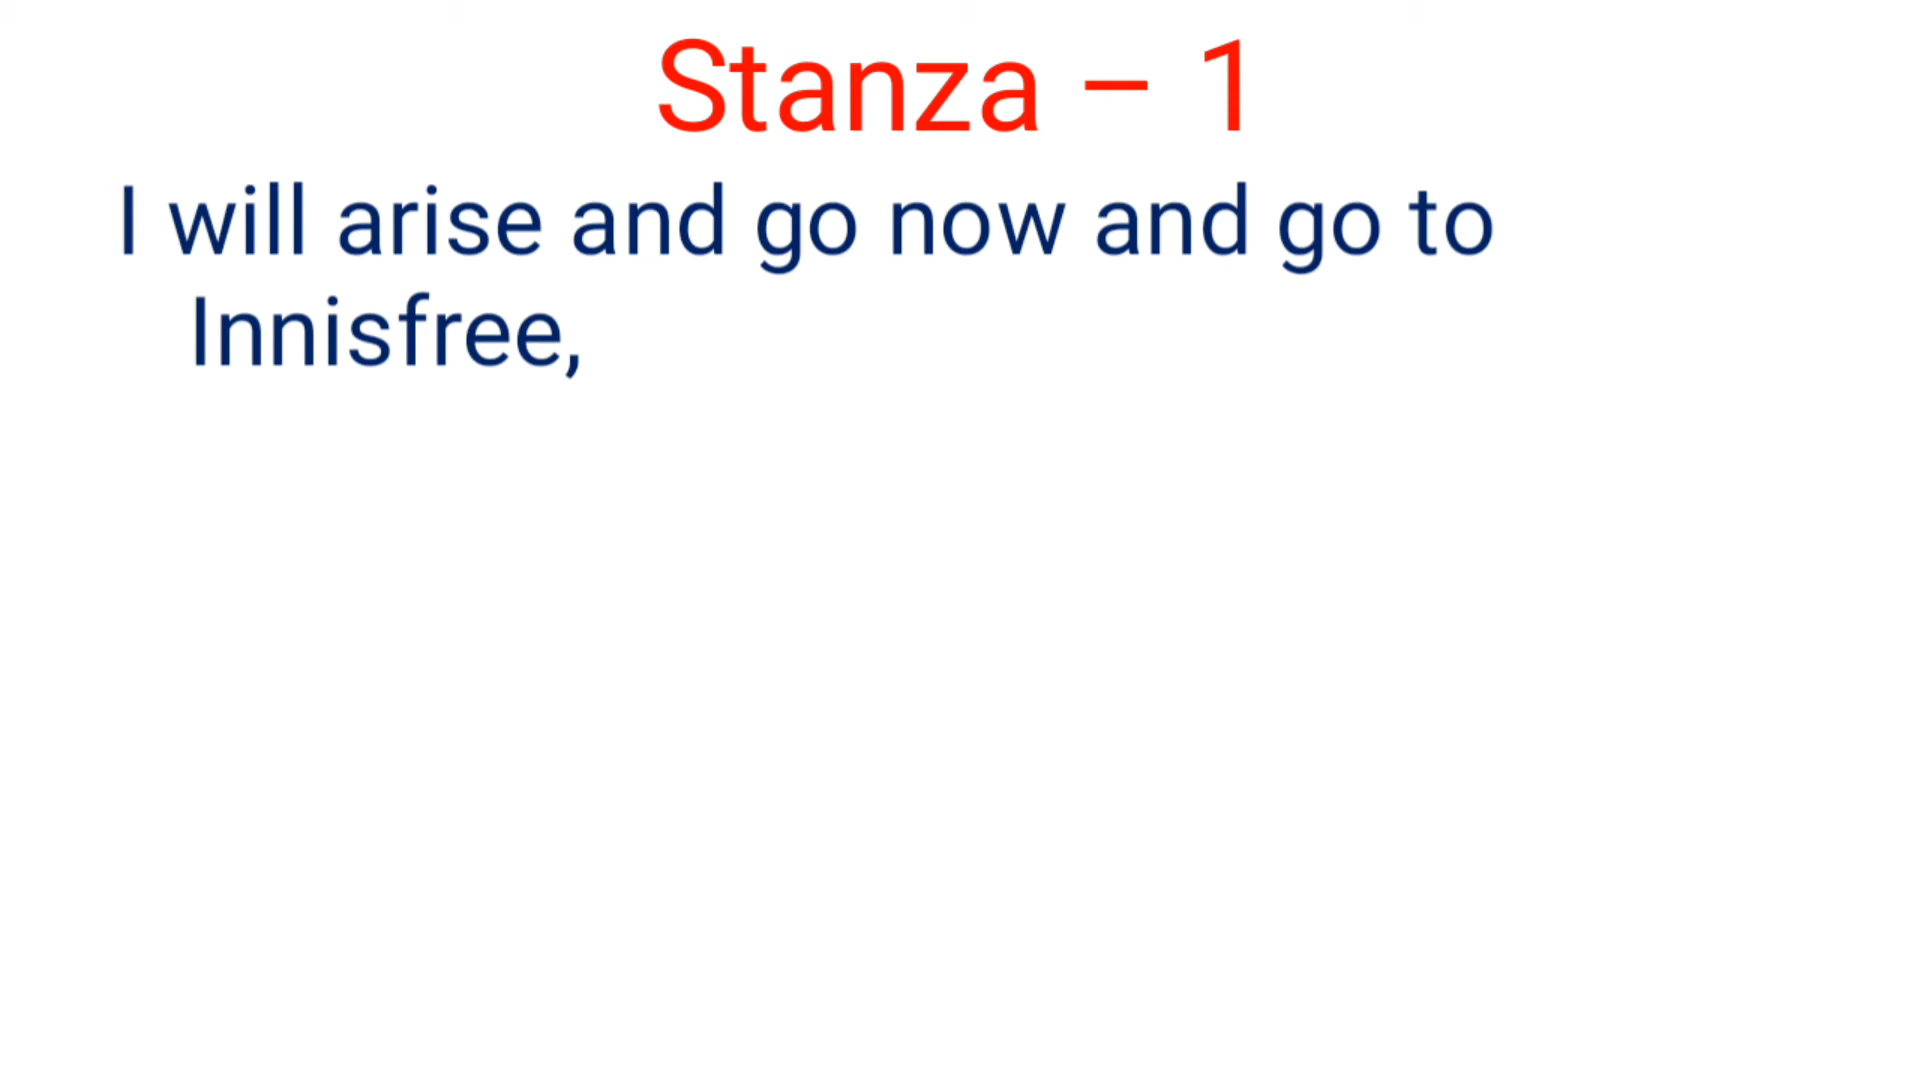 Stanza – 1
I will arise and go now and go to
Innisfree,